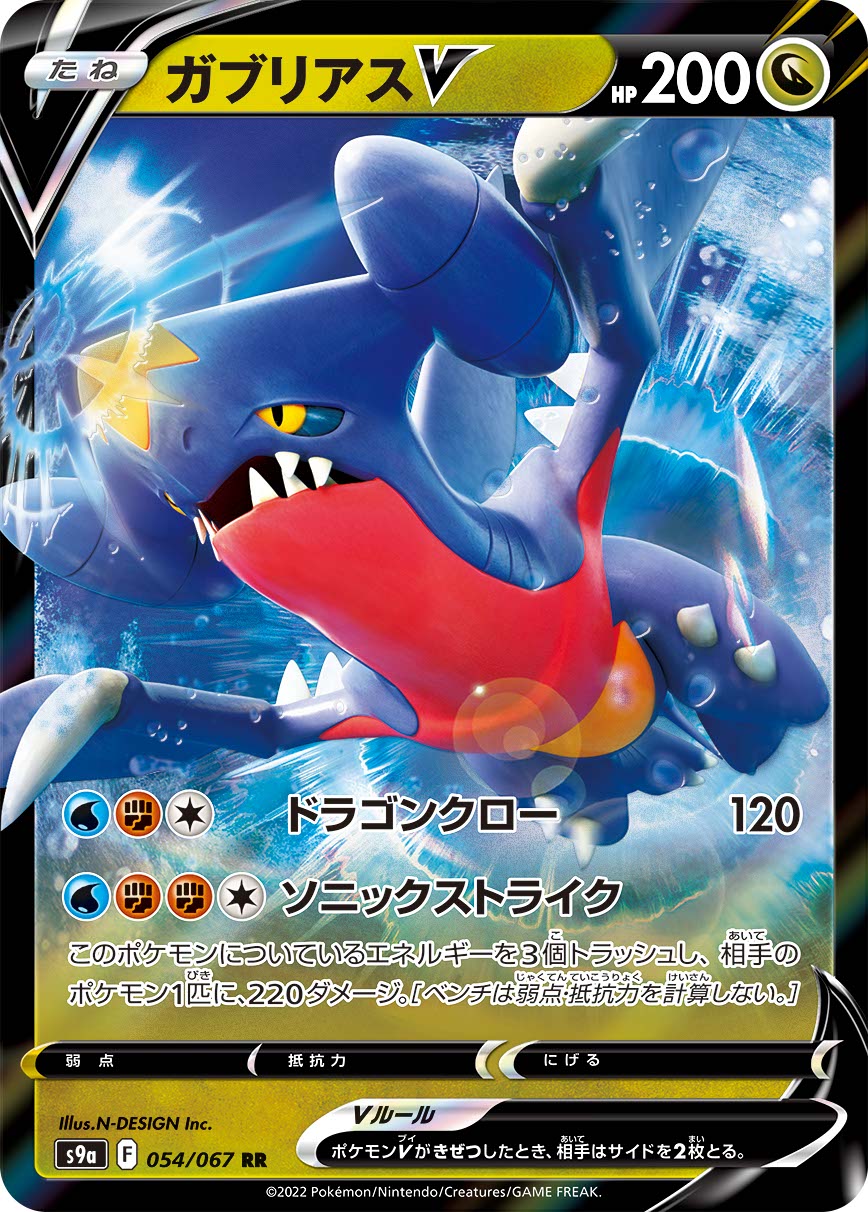 たね ガブリアスV HP 200
ドラゴンクロー 120
ソニックストライク
このポケモンについているエネルギーを3個トラッシュし、相手の
ポケモン1匹に、220ダメージ。[ベンチは弱点・抵抗力を計算しない。]
弱点 抵抗力 にげる
Illus.N-DESIGN Inc.
Vルール
ポケモンVがきぜつしたとき、相手はサイドを2枚とる。
s9a F 054/067 RR
©2022 Pokémon/Nintendo/Creatures/GAME FREAK.